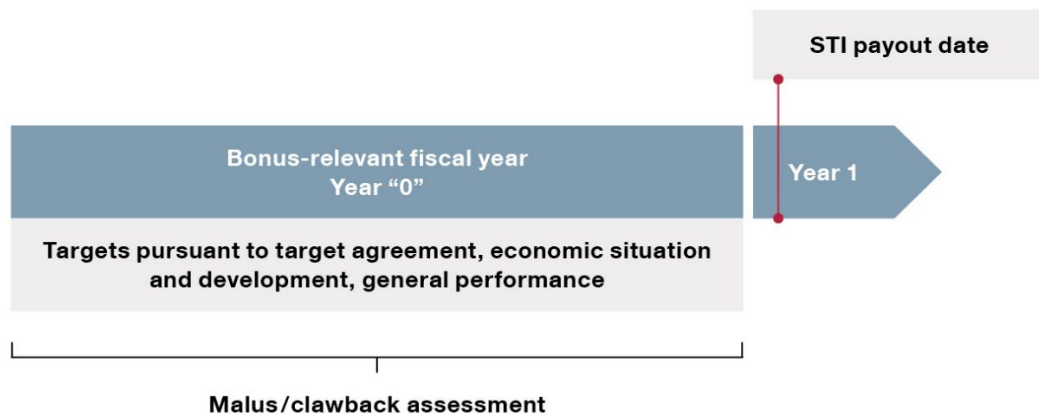 STI payout date
Bonus-relevant fiscal year
Year “0”
Year 1
Targets pursuant to target agreement, economic situation
and development, general performance
Malus/clawback assessment